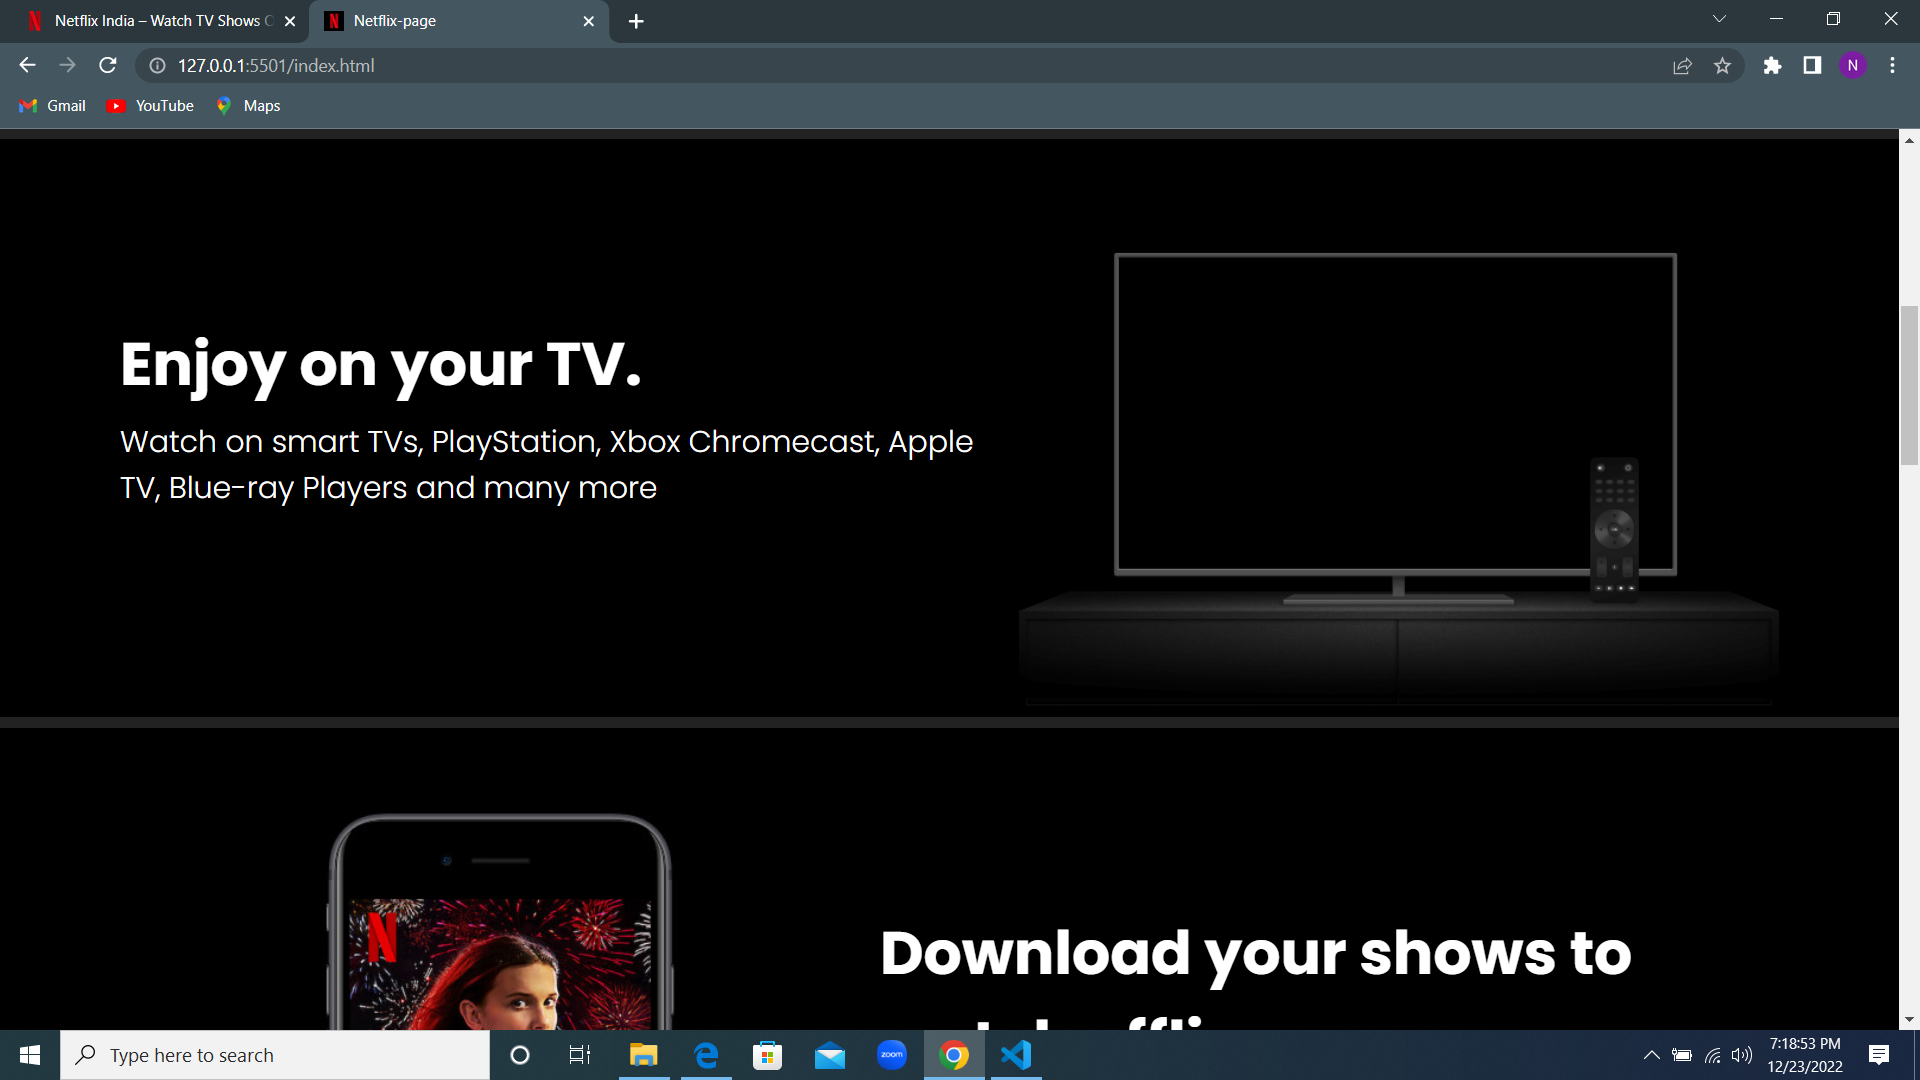 Netflix India – Watch TV Shows O
Netflix-page
127.0.0.1:5501/index.html
N
Gmail
YouTube
Maps
Enjoy on your TV.
Watch on smart TVs, PlayStation, Xbox Chromecast, Apple
TV, Blue-ray Players and many more
N
Download your shows to
Type here to search
zoom
7:18:53 PM
12/23/2022